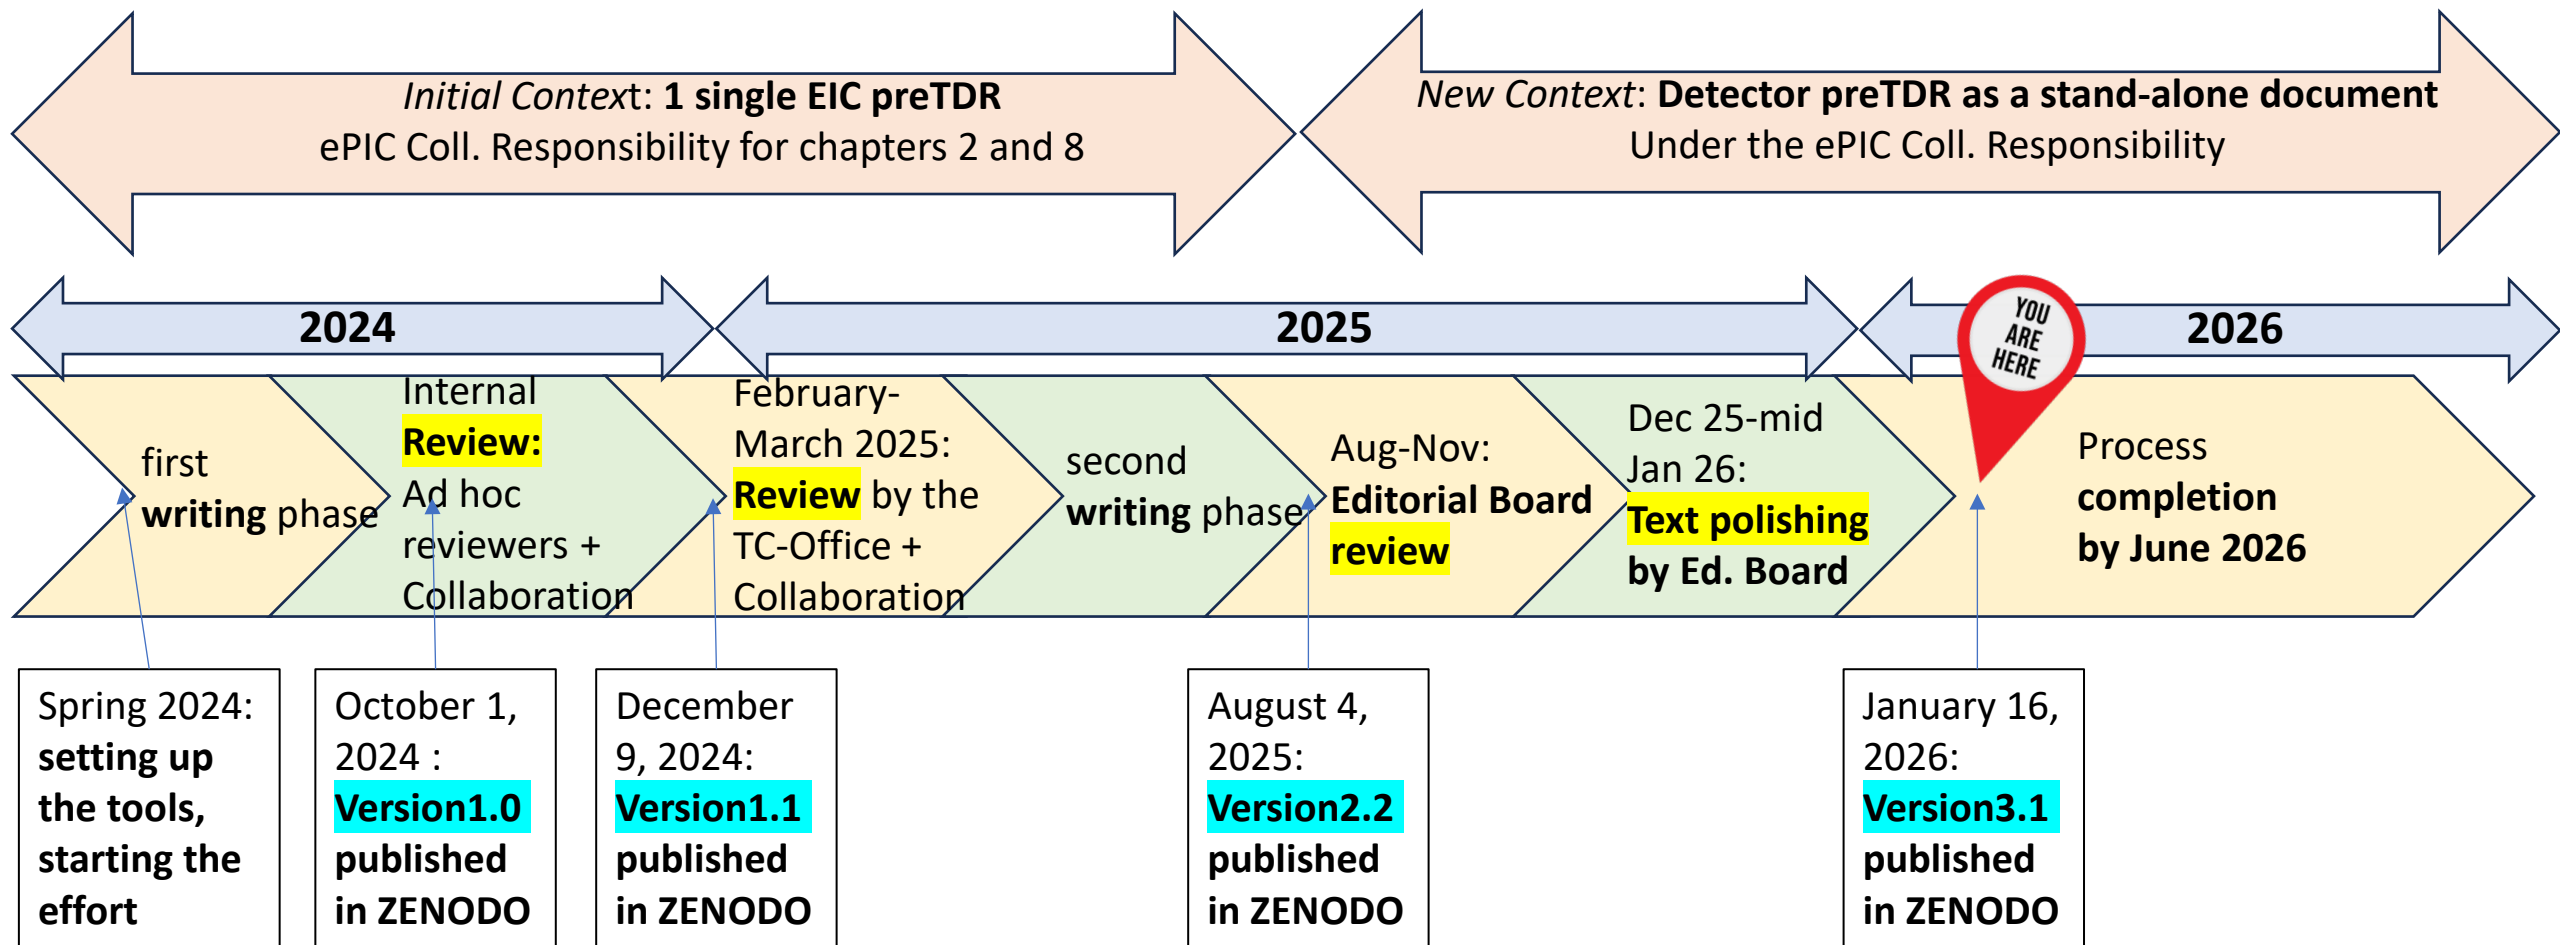 Initial Context: 1 single EIC preTDR
ePIC Coll. Responsibility for chapters 2 and 8
New Context: Detector preTDR as a stand-alone document
Under the ePIC Coll. Responsibility
2024
2025
2026
YOU
ARE
HERE
first
writing phase
Internal
Review:
Ad hoc
reviewers +
Collaboration
February-
March 2025:
Review by the
TC-Office +
Collaboration
second
writing phase
Aug-Nov:
Editorial Board
review
Dec 25-mid
Jan 26:
Text polishing
by Ed. Board
Process
completion
by June 2026
Spring 2024:
setting up
the tools,
starting the
effort
October 1,
2024 :
Version1.0
published
in ZENODO
December
9, 2024:
Version1.1
published
in ZENODO
August 4,
2025:
Version2.2
published
in ZENODO
January 16,
2026:
Version3.1
published
in ZENODO